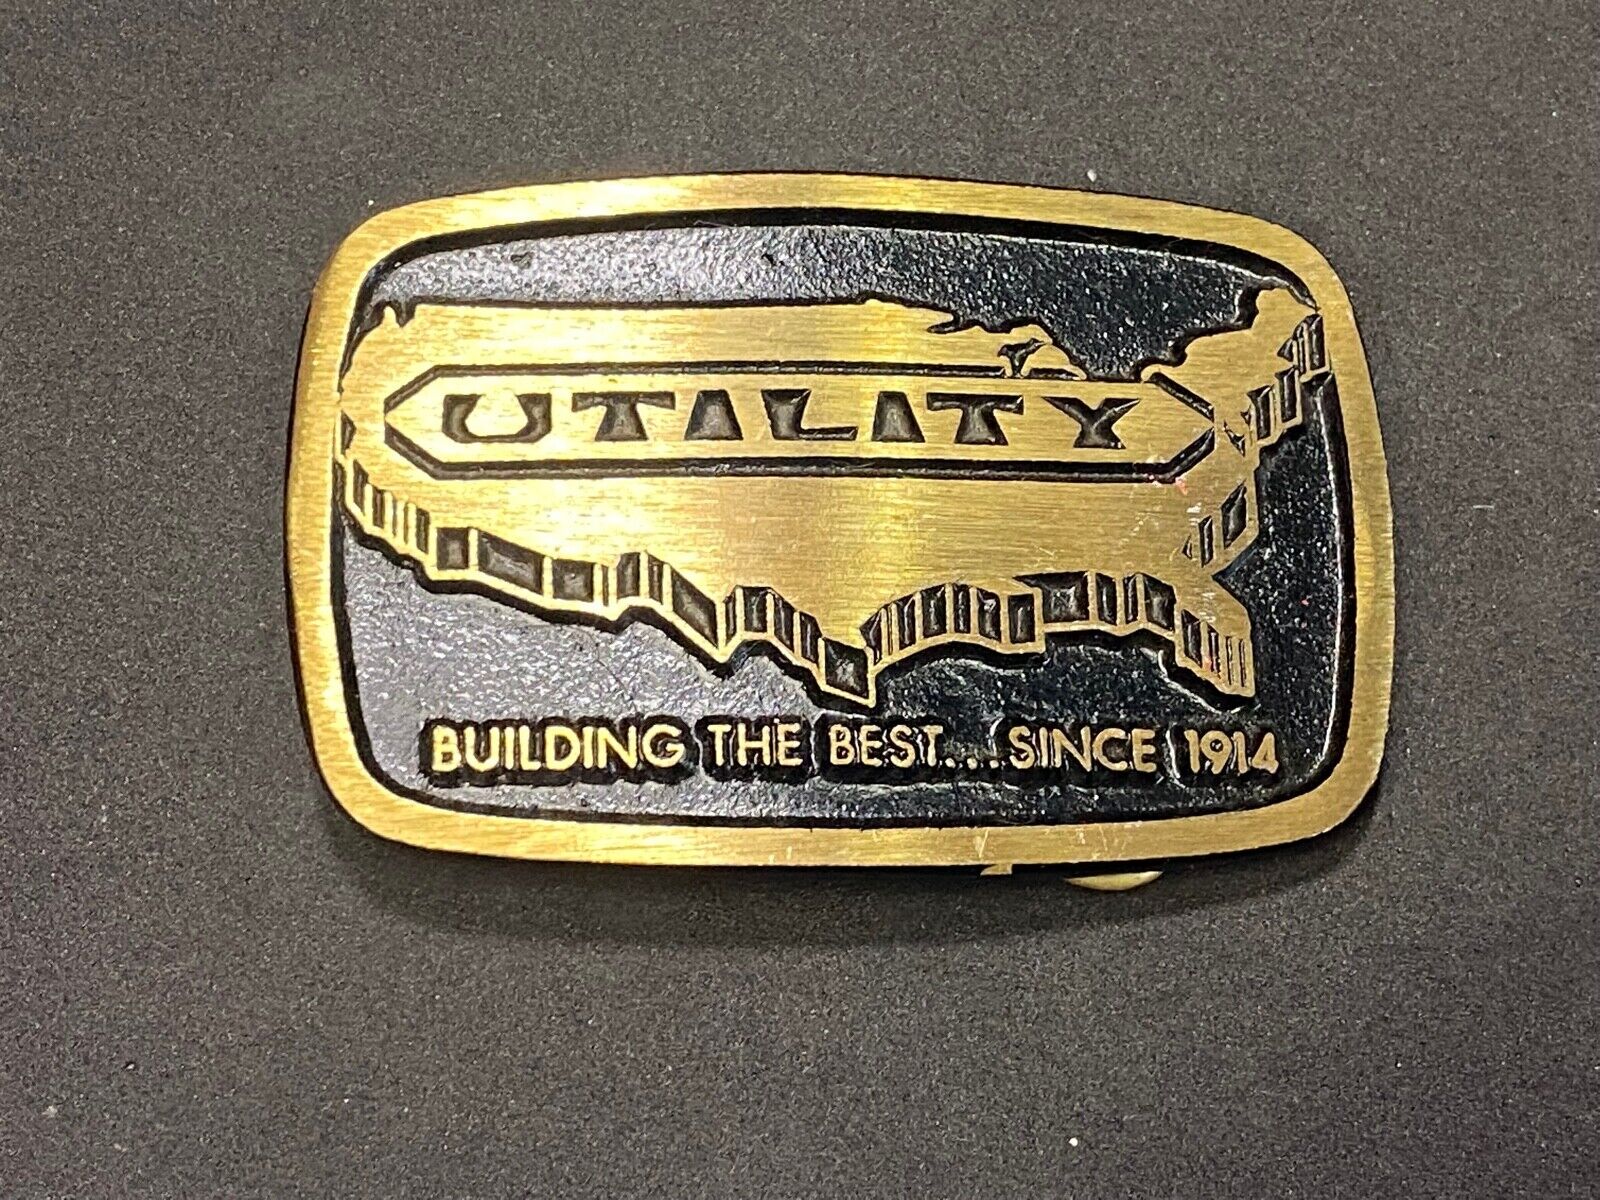 UTILITY
BUILDING THE BEST...SINCE 1914